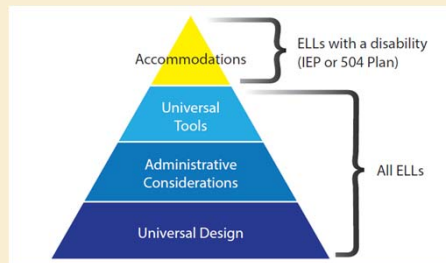 Accommodations
ELLs with a disability
(IEP or 504 Plan)
Universal
Tools
Administrative
Considerations
All ELLs
Universal Design